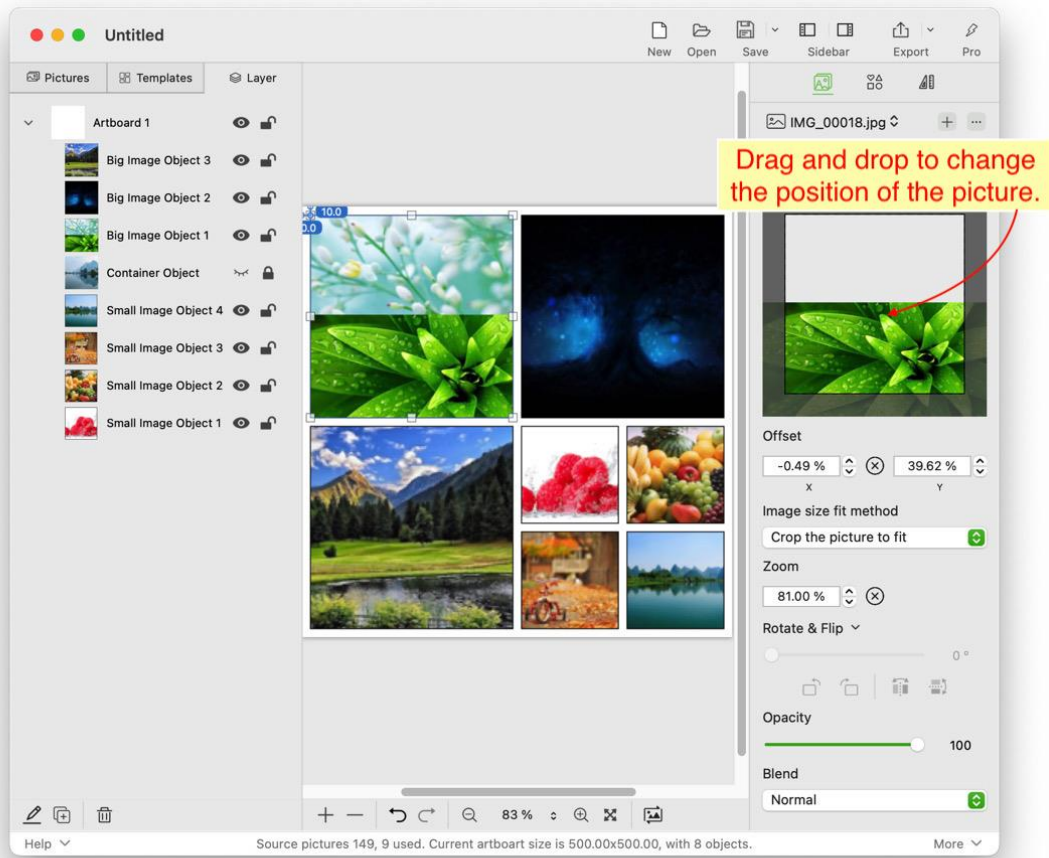 Untitled
New Open Save Sidebar Export Pro
Pictures Templates Layer
Artboard 1
Big Image Object 3
Big Image Object 2
Big Image Object 1
Container Object
Small Image Object 4
Small Image Object 3
Small Image Object 2
Small Image Object 1
10.0
0.0
IMG_00018.jpg
Drag and drop to change
the position of the picture.
Offset
-0.49 % 39.62 %
X Y
Image size fit method
Crop the picture to fit
Zoom
81.00 %
Rotate & Flip
0 °
Opacity
100
Blend
Normal
83 %
Help Source pictures 149, 9 used. Current artboart size is 500.00x500.00, with 8 objects. More